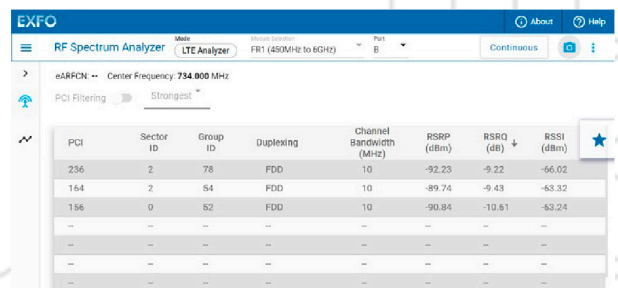 EXFO
About
Help
RF Spectrum Analyzer
Mode
LTE Analyzer
Module Selection
FR1 (450MHz to 6GHz)
Port
B
Continuous
eARFCN: -- Center Frequency: 734.000 MHz
PCI Filtering
Strongest
PCI Sector ID Group ID Duplexing Channel Bandwidth (MHz) RSRP (dBm) RSRQ (dB) ↓ RSSI (dBm)
236 2 78 FDD 10 -92.23 -9.22 -66.02
164 2 54 FDD 10 -89.74 -9.43 -63.32
156 0 52 FDD 10 -90.84 -10.61 -63.24
-- -- -- -- -- -- -- --
-- -- -- -- -- -- -- --
-- -- -- -- -- -- -- --
-- -- -- -- -- -- -- --